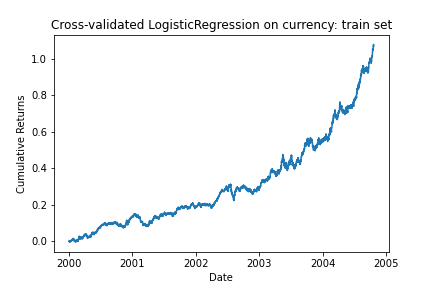 Cross-validated LogisticRegression on currency: train set
Cumulative Returns
1.0
0.8
0.6
0.4
0.2
0.0
2000 2001 2002 2003 2004 2005
Date